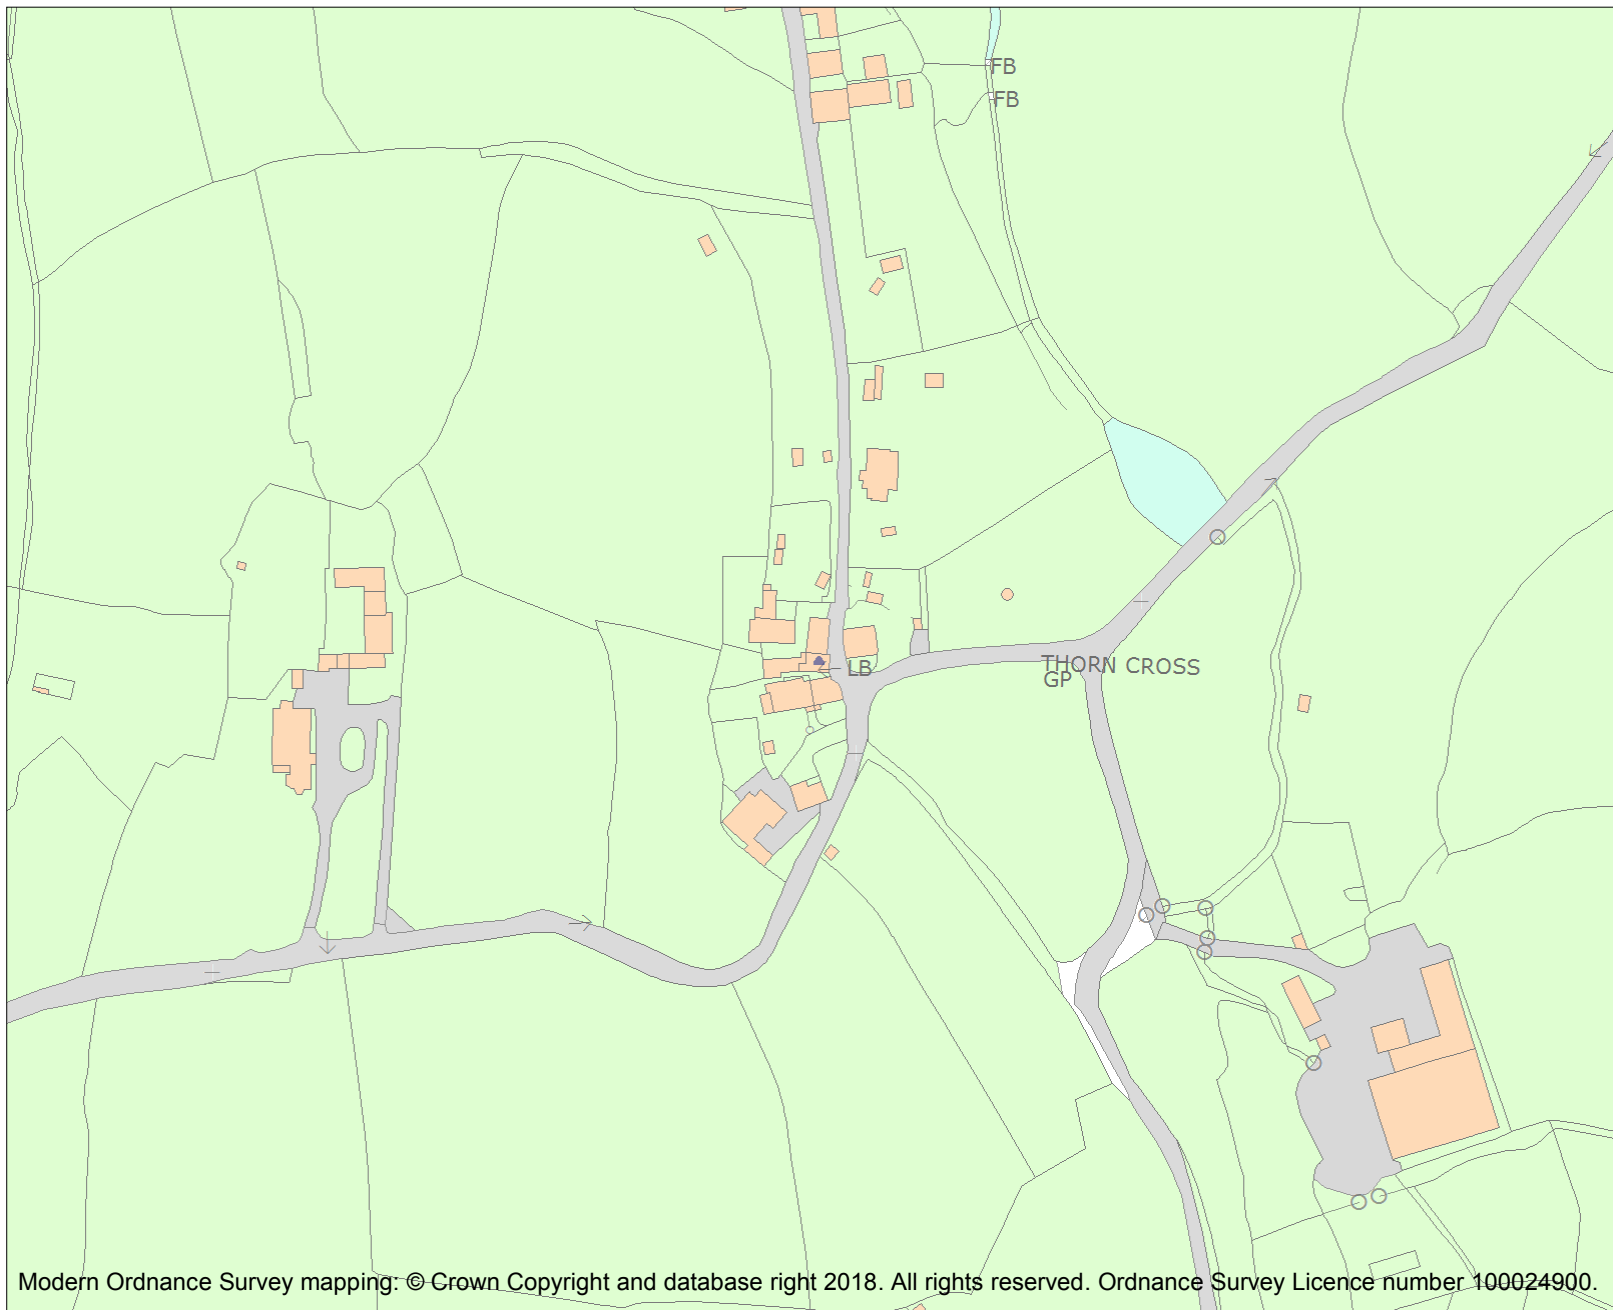 FB
FB
LB
THORN CROSS
GP
Modern Ordnance Survey mapping: © Crown Copyright and database right 2018. All rights reserved. Ordnance Survey Licence number 100024900.